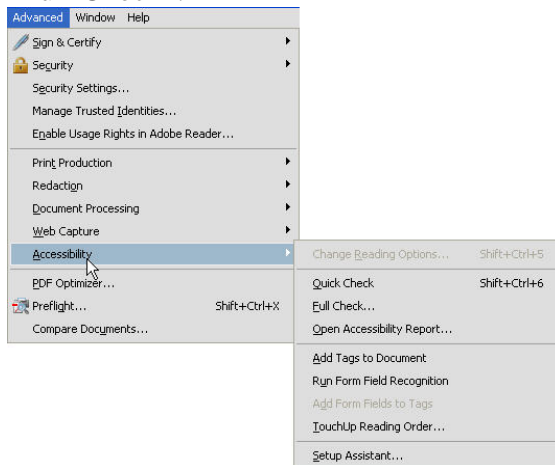 Advanced Window Help
Sign & Certify
Security
Security Settings...
Manage Trusted Identities...
Enable Usage Rights in Adobe Reader...
Print Production
Redaction
Document Processing
Web Capture
Accessibility
PDF Optimizer...
Preflight... Shift+Ctrl+X
Compare Documents...
Change Reading Options... Shift+Ctrl+5
Quick Check Shift+Ctrl+6
Full Check...
Open Accessibility Report...
Add Tags to Document
Run Form Field Recognition
Add Form Fields to Tags
TouchUp Reading Order...
Setup Assistant...